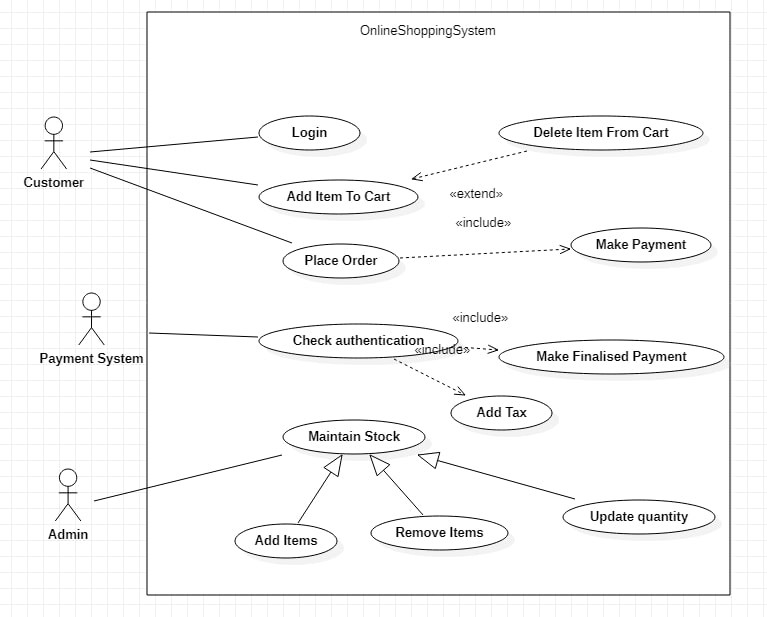 OnlineShoppingSystem
Login
Delete Item From Cart
Customer
Add Item To Cart
«extend»
«include»
Make Payment
Place Order
«include»
Check authentication
«include»
Payment System
Make Finalised Payment
Add Tax
Maintain Stock
Admin
Update quantity
Add Items
Remove Items